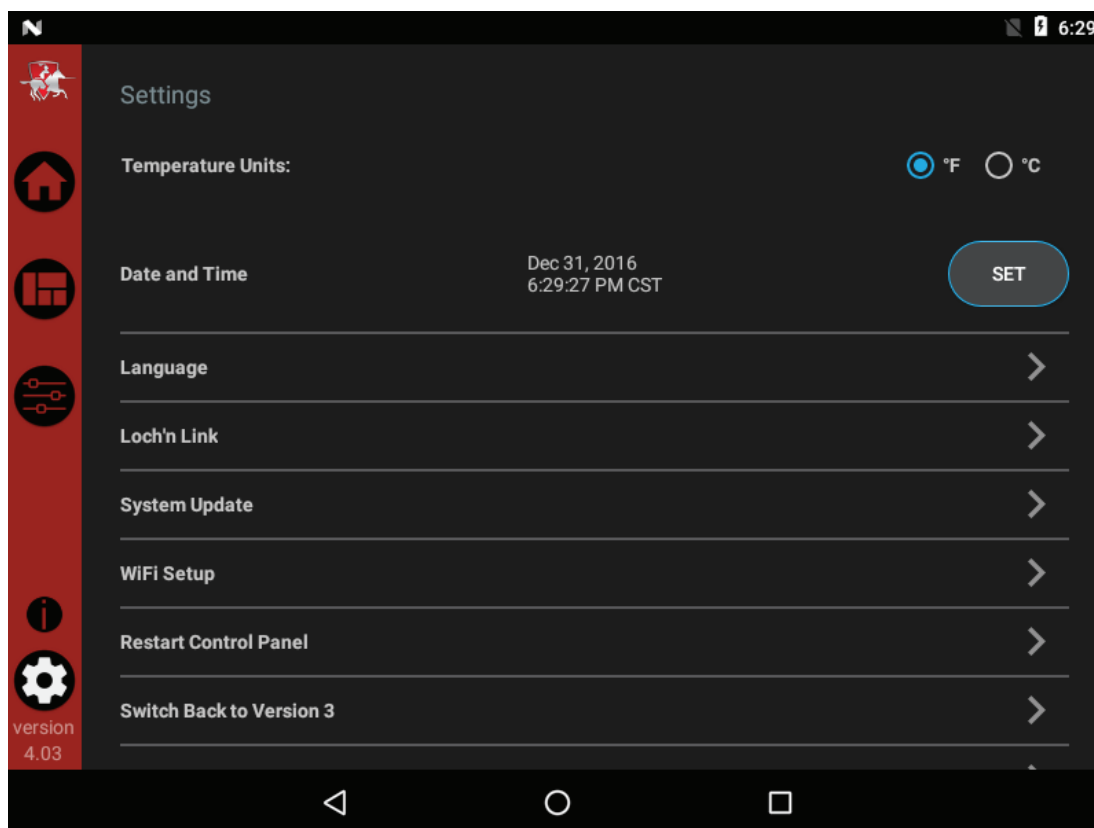 6:29
Settings
Temperature Units:
°F
°C
Date and Time
Dec 31, 2016
6:29:27 PM CST
SET
Language
Loch'n Link
System Update
WiFi Setup
Restart Control Panel
Switch Back to Version 3
version
4.03